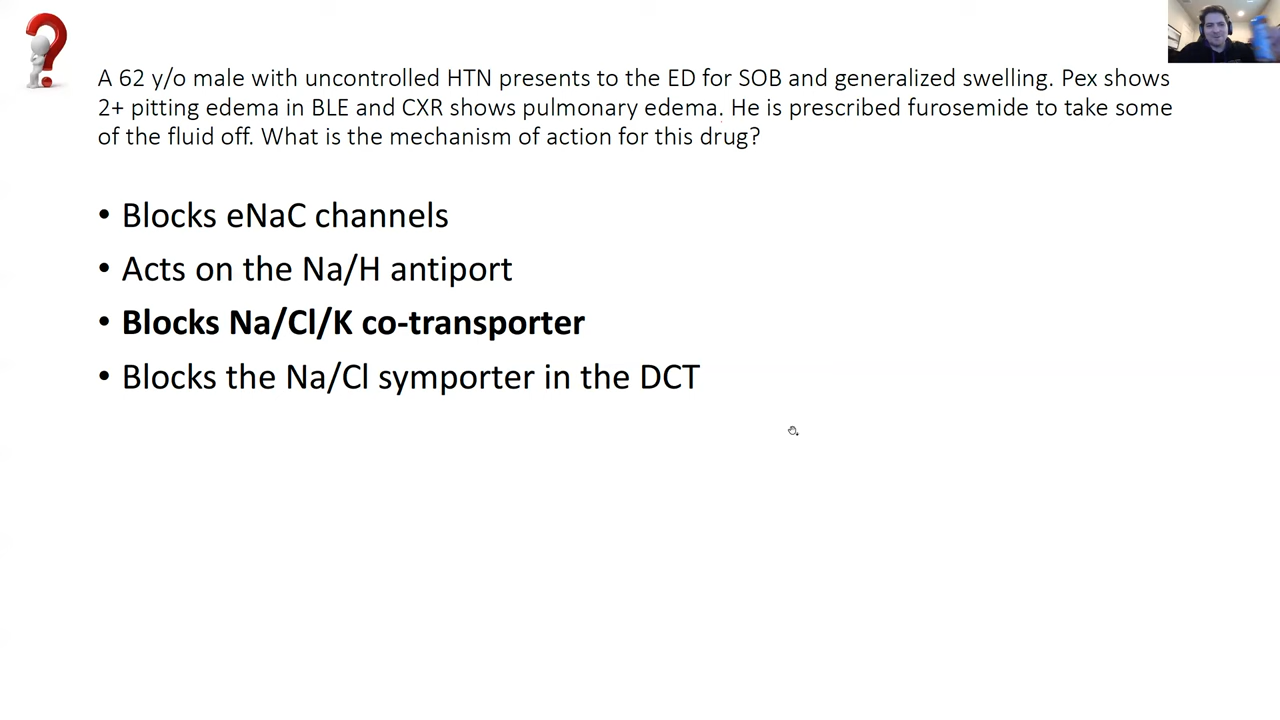 A 62 y/o male with uncontrolled HTN presents to the ED for SOB and generalized swelling. Pex shows
2+ pitting edema in BLE and CXR shows pulmonary edema. He is prescribed furosemide to take some
of the fluid off. What is the mechanism of action for this drug?
• Blocks eNaC channels
• Acts on the Na/H antiport
• Blocks Na/Cl/K co-transporter
• Blocks the Na/Cl symporter in the DCT